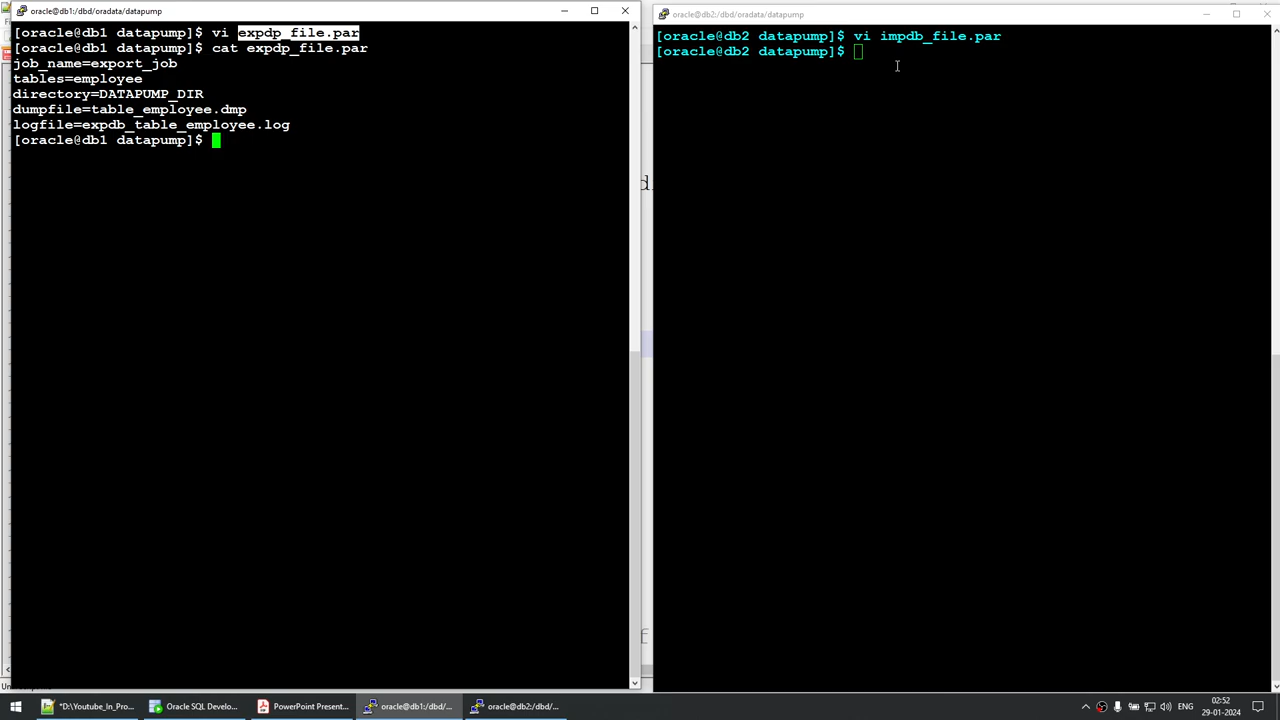 oracle@db1:/dbd/oradata/datapump
[oracle@db1 datapump]$ vi expdp_file.par
[oracle@db1 datapump]$ cat expdp_file.par
job_name=export_job
tables=employee
directory=DATAPUMP_DIR
dumpfile=table_employee.dmp
logfile=expdb_table_employee.log
[oracle@db1 datapump]$
oracle@db2:/dbd/oradata/datapump
[oracle@db2 datapump]$ vi impdb_file.par
[oracle@db2 datapump]$
*D:\Youtube_In_Pro...
Oracle SQL Develo...
PowerPoint Present...
oracle@db1:/dbd/...
oracle@db2:/dbd/...
ENG
02:52
29-01-2024